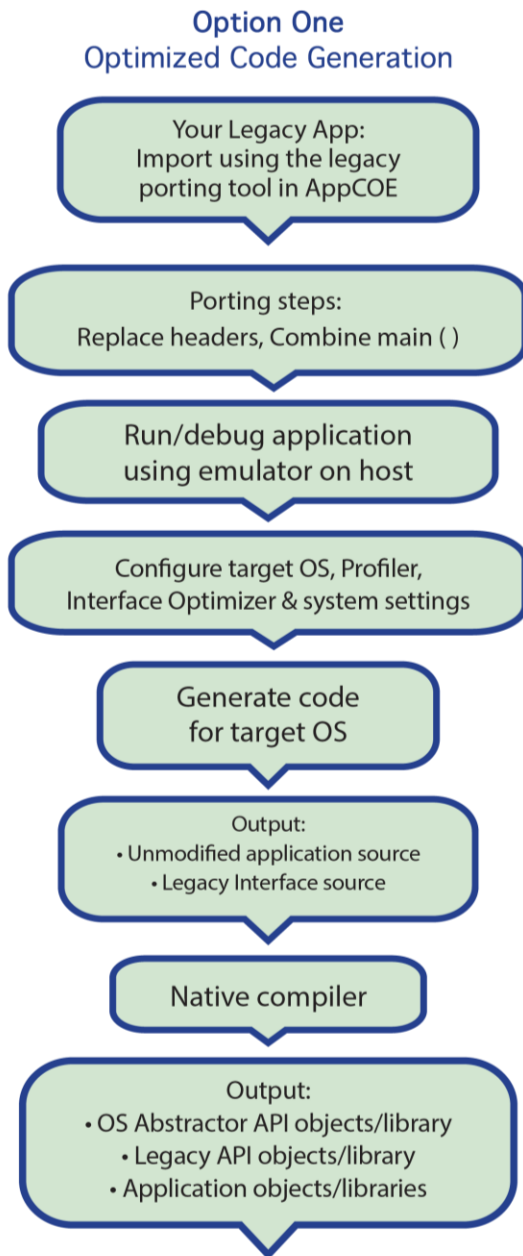 Option One
Optimized Code Generation
Your Legacy App:
Import using the legacy
porting tool in AppCOE
Porting steps:
Replace headers, Combine main ( )
Run/debug application
using emulator on host
Configure target OS, Profiler,
Interface Optimizer & system settings
Generate code
for target OS
Output:
• Unmodified application source
• Legacy Interface source
Native compiler
Output:
• OS Abstractor API objects/library
• Legacy API objects/library
• Application objects/libraries